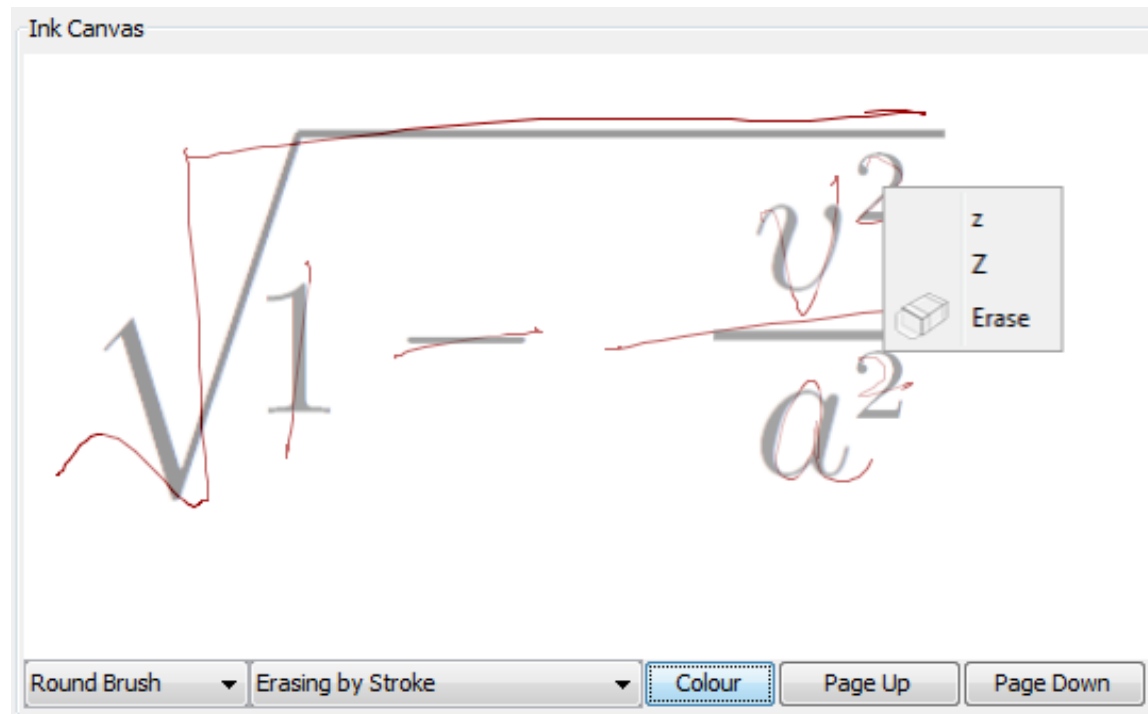 Ink Canvas
√(1 − v²/a²)
z
Z
Erase
Round Brush Erasing by Stroke Colour Page Up Page Down